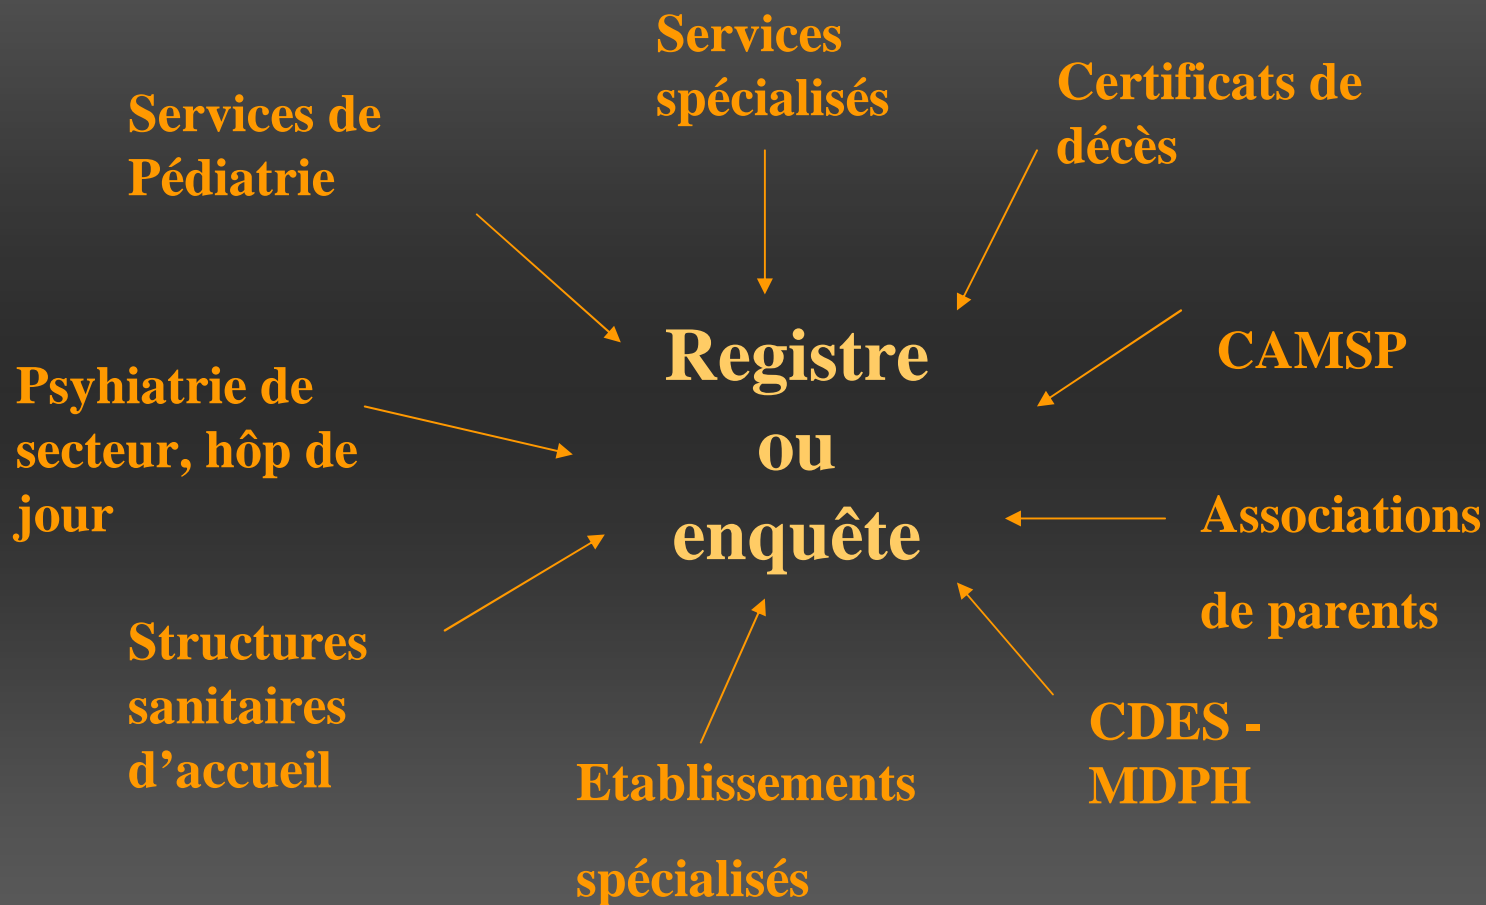 Services
spécialisés
Certificats de
décès
Services de
Pédiatrie
Registre
ou
enquête
CAMSP
Psyhiatrie de
secteur, hôp de
jour
Associations
de parents
Structures
sanitaires
d’accueil
CDES -
MDPH
Etablissements
spécialisés